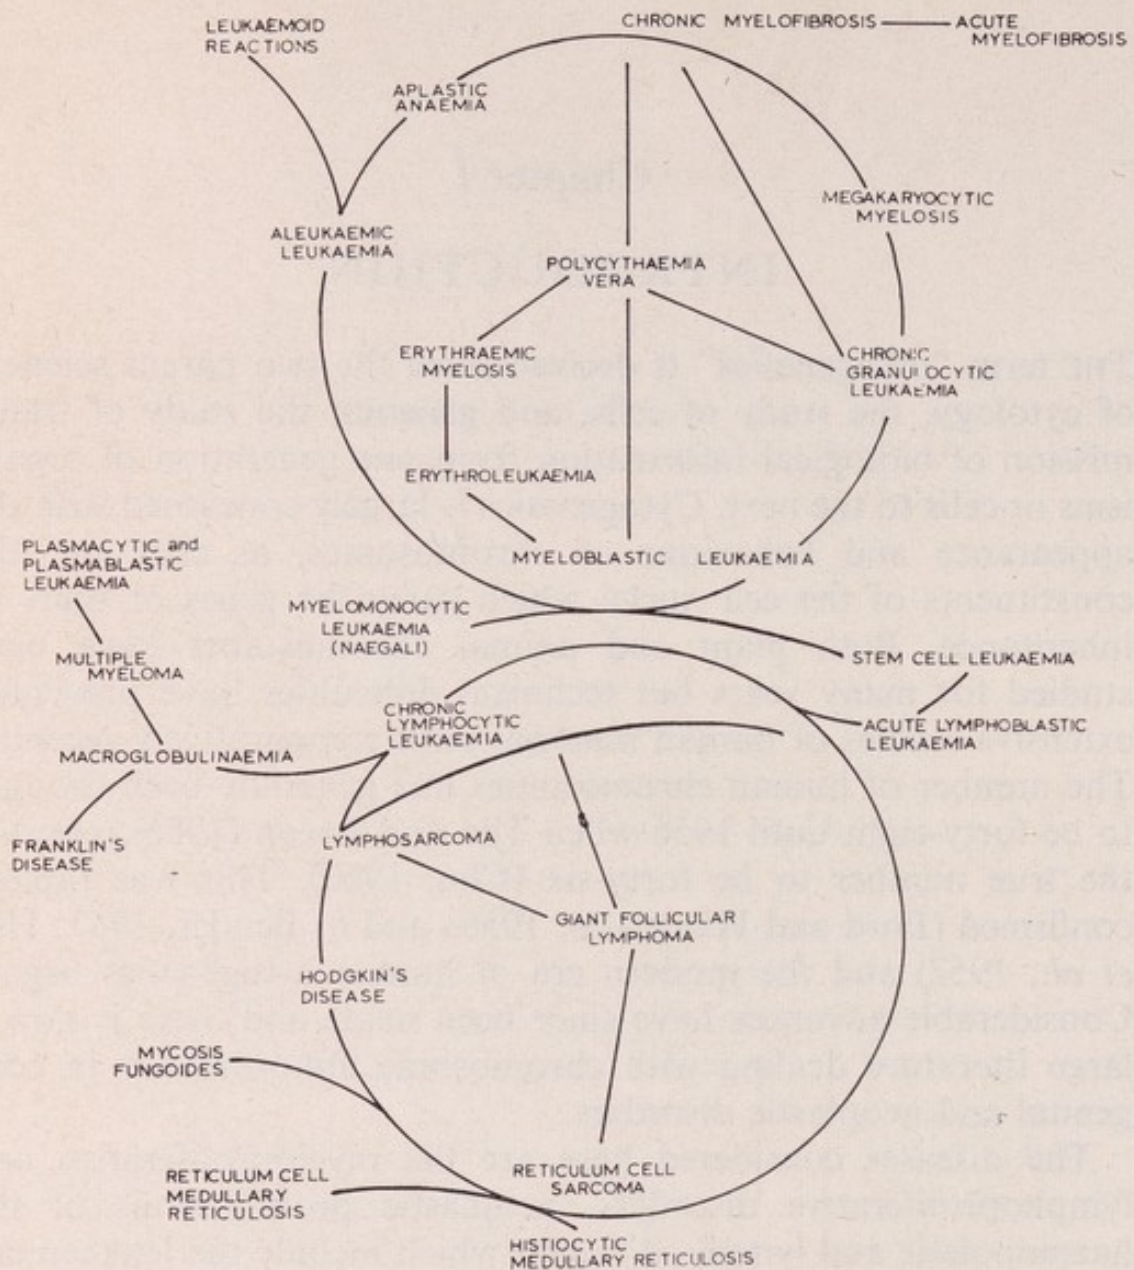 LEUKAEMOID
REACTIONS
CHRONIC MYELOFIBROSIS
ACUTE
MYELOFIBROSIS
APLASTIC
ANAEMIA
MEGAKARYOCYTIC
MYELOSIS
ALEUKAEMIC
LEUKAEMIA
POLYCYTHAEMIA
VERA
ERYTHRAEMIC
MYELOSIS
CHRONIC
GRANULOCYTIC
LEUKAEMIA
ERYTHROLEUKAEMIA
MYELOBLASTIC LEUKAEMIA
PLASMACYTIC and
PLASMABLASTIC
LEUKAEMIA
MYELOMONOCYTIC
LEUKAEMIA
(NAEGALI)
MULTIPLE
MYELOMA
STEM CELL LEUKAEMIA
CHRONIC
LYMPHOCYTIC
LEUKAEMIA
ACUTE LYMPHOBLASTIC
LEUKAEMIA
MACROGLOBULINAEMIA
FRANKLIN'S
DISEASE
LYMPHOSARCOMA
GIANT FOLLICULAR
LYMPHOMA
HODGKIN'S
DISEASE
MYCOSIS
FUNGOIDES
RETICULUM CELL
MEDULLARY
RETICULOSIS
RETICULUM CELL
SARCOMA
HISTIOCYTIC
MEDULLARY RETICULOSIS